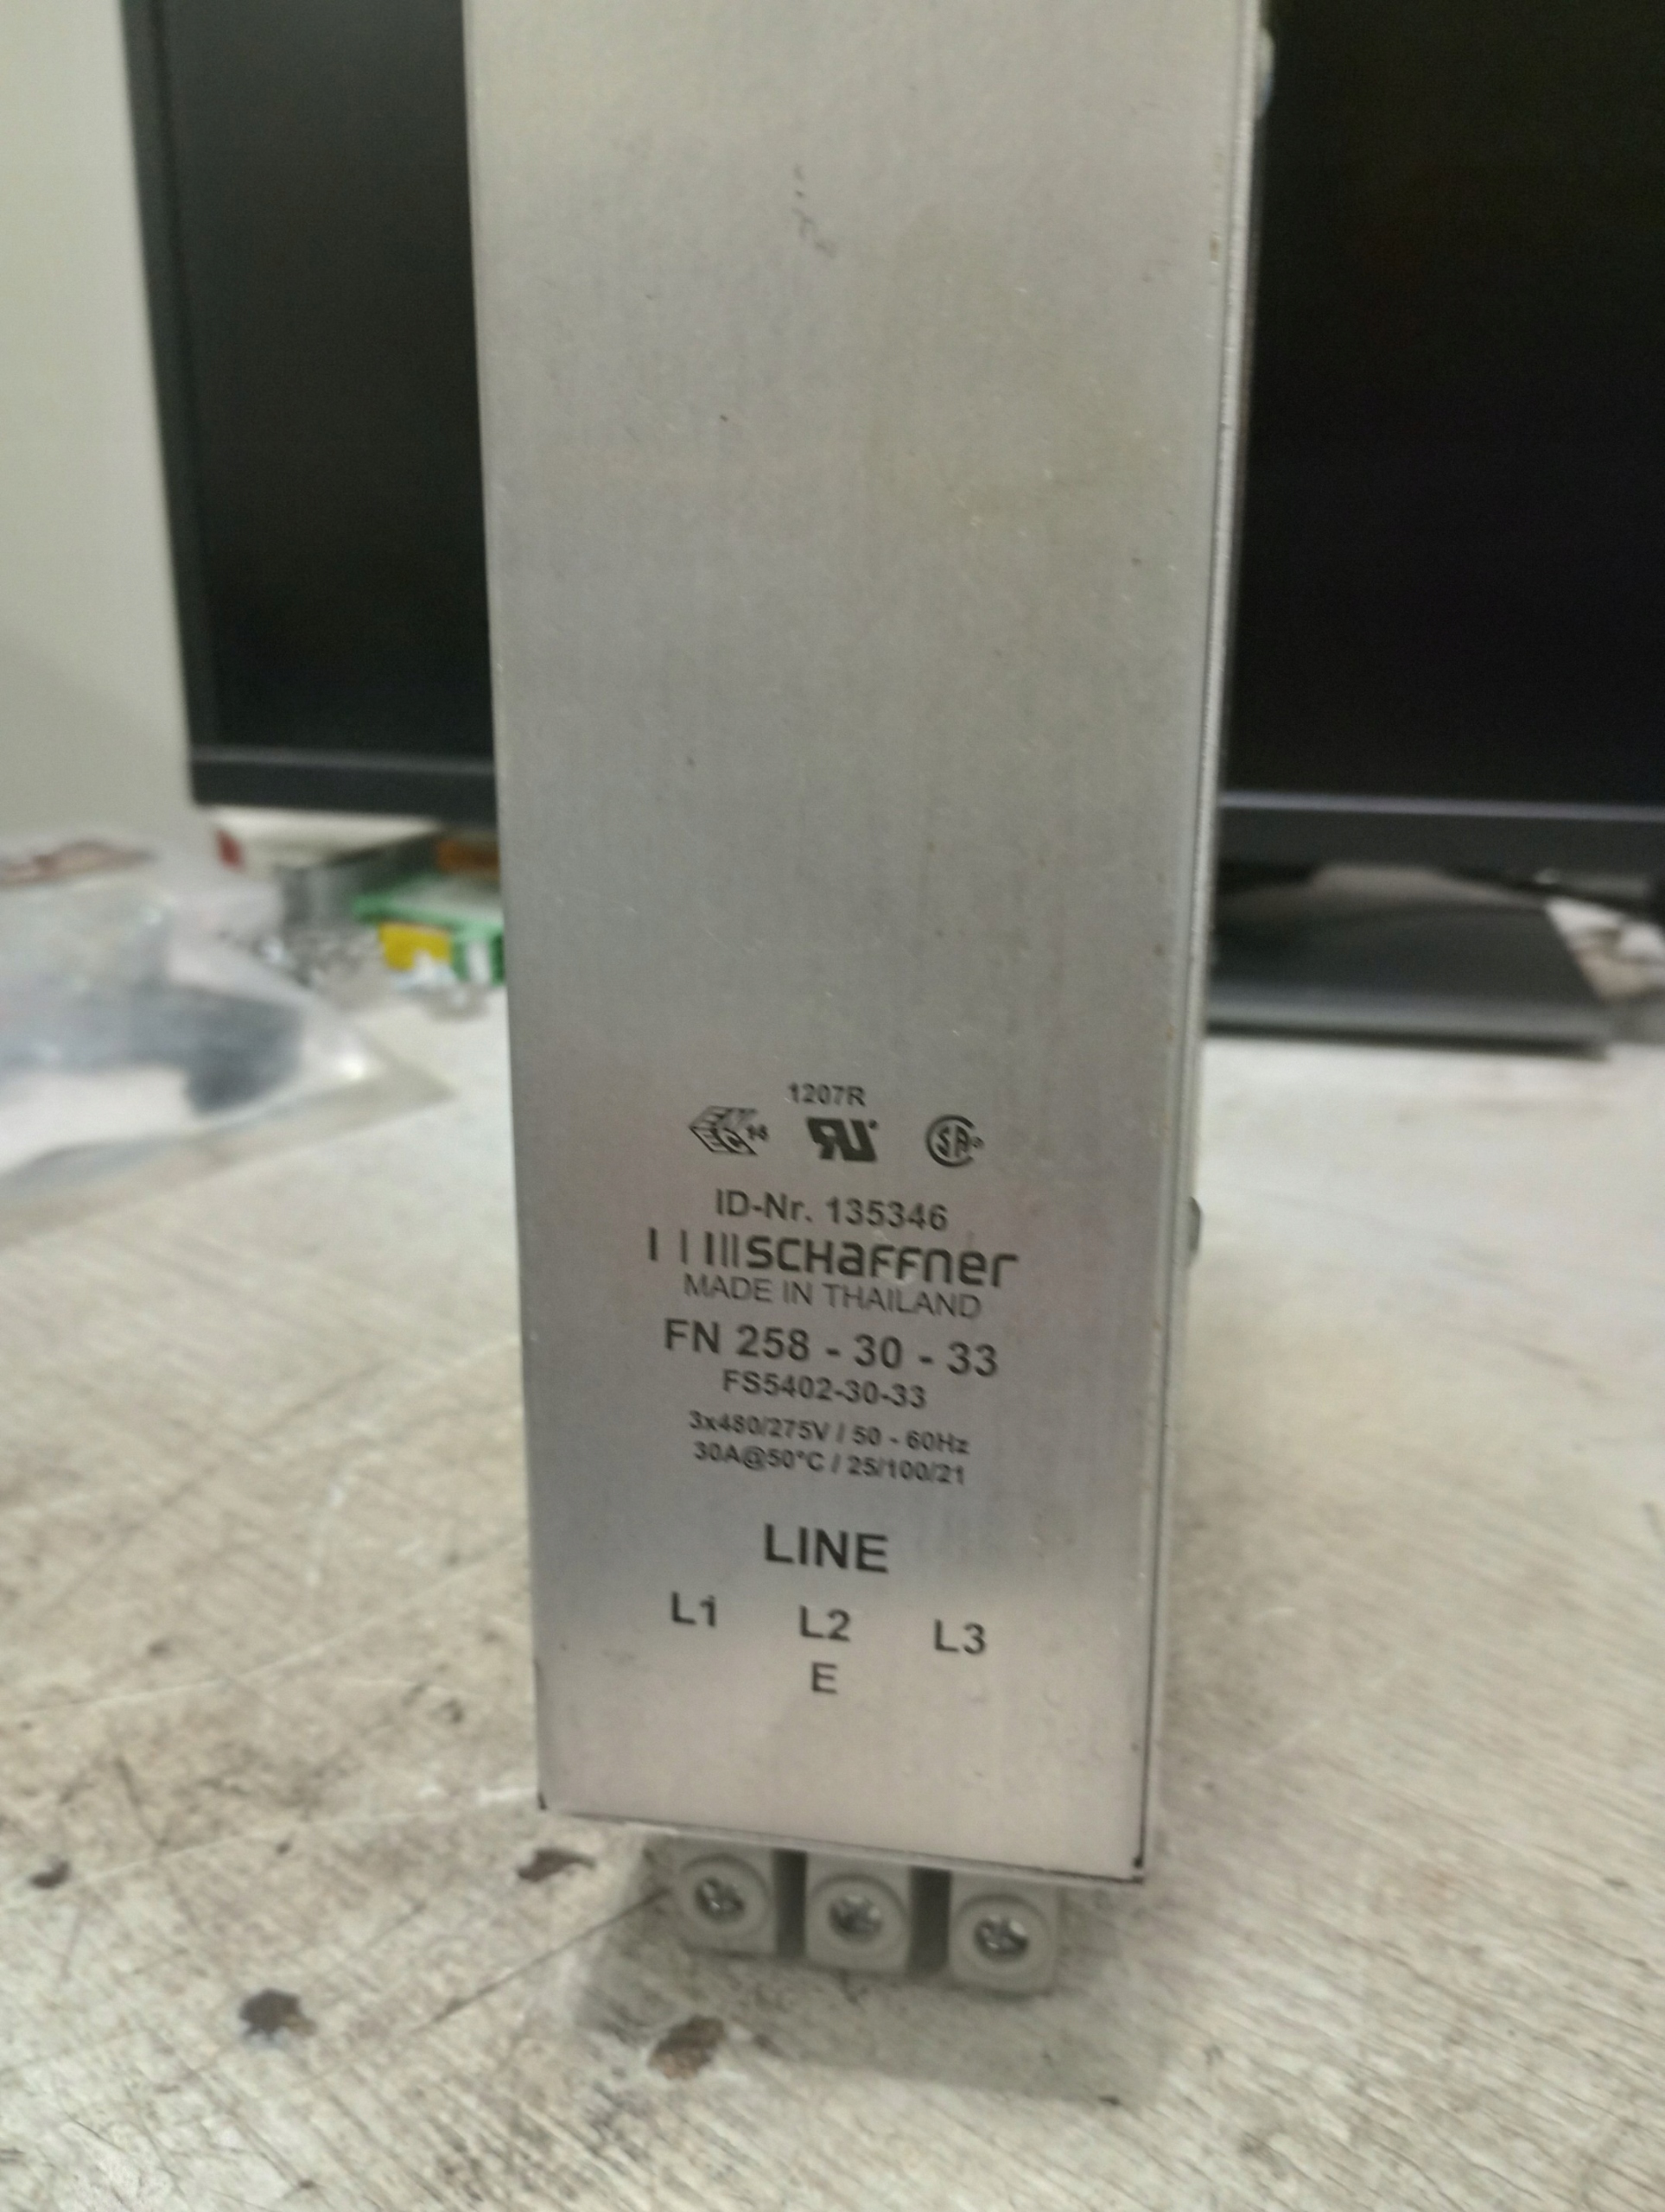 1207R
ID-Nr. 135346
schaffner
MADE IN THAILAND
FN 258 - 30 - 33
FS5402-30-33
3x480/275V / 50 - 60Hz
30A@50°C / 25/100/21
LINE
L1 L2 L3
E